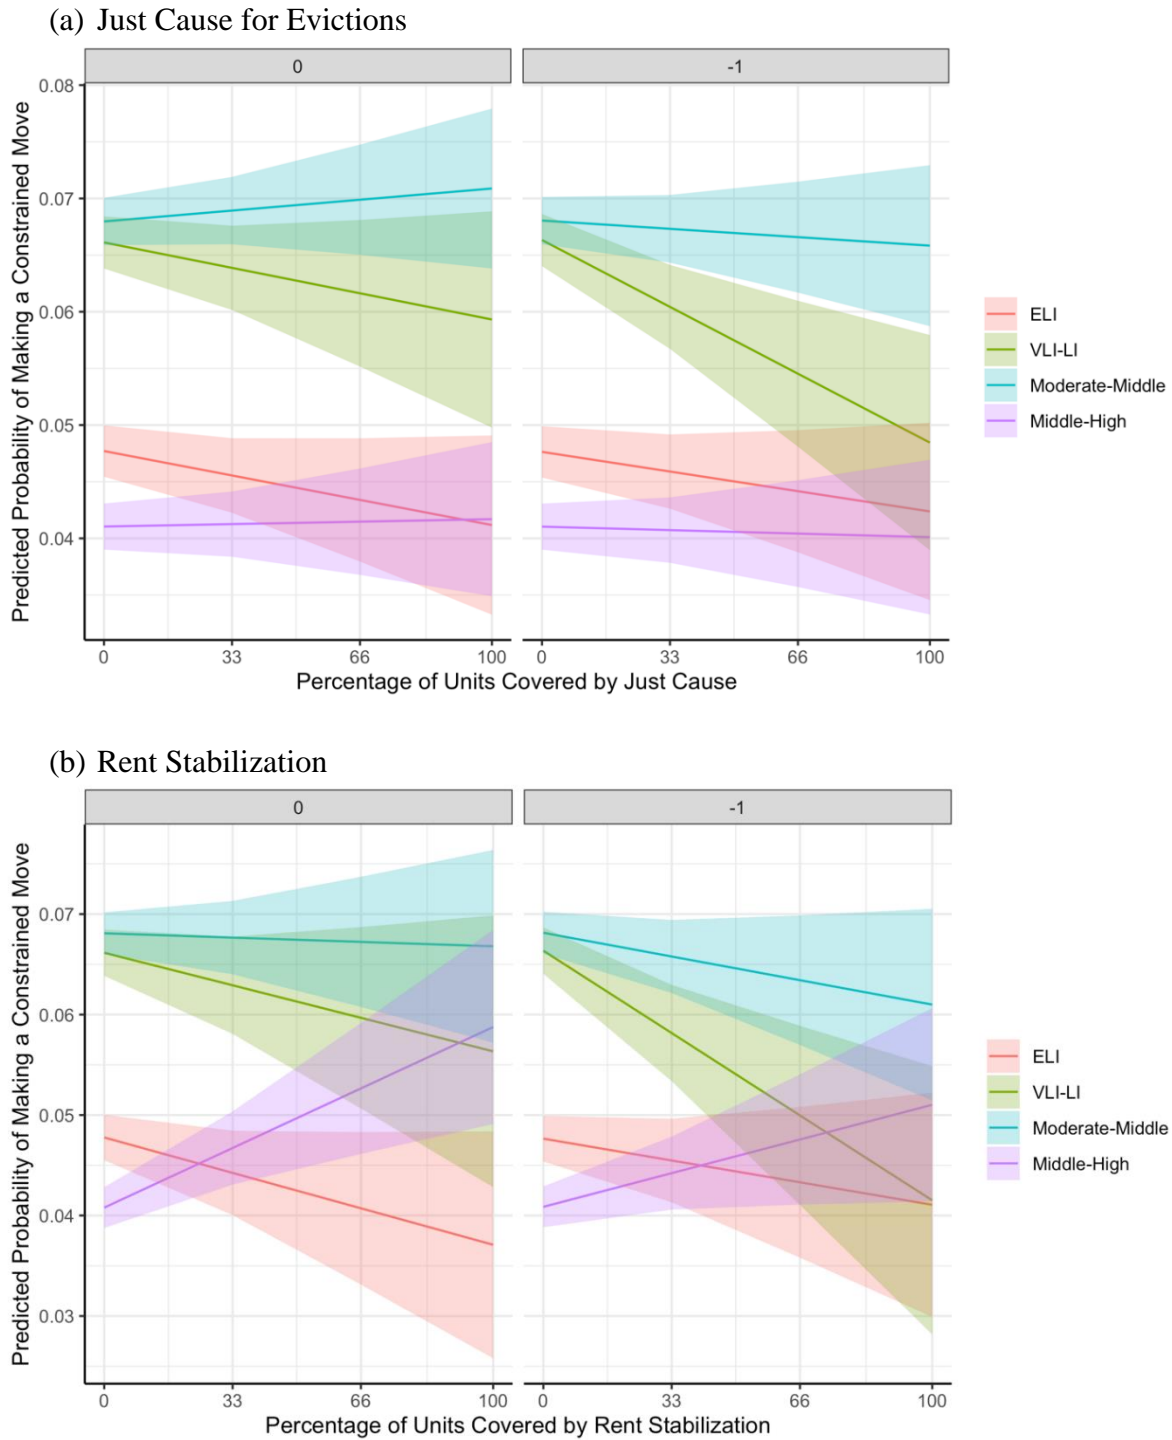 (a) Just Cause for Evictions
0
-1
Predicted Probability of Making a Constrained Move
0.08
0.07
0.06
0.05
0.04
0
33
66
100
0
33
66
100
Percentage of Units Covered by Just Cause
ELI
VLI-LI
Moderate-Middle
Middle-High
(b) Rent Stabilization
0
-1
Predicted Probability of Making a Constrained Move
0.07
0.06
0.05
0.04
0.03
0
33
66
100
0
33
66
100
Percentage of Units Covered by Rent Stabilization
ELI
VLI-LI
Moderate-Middle
Middle-High